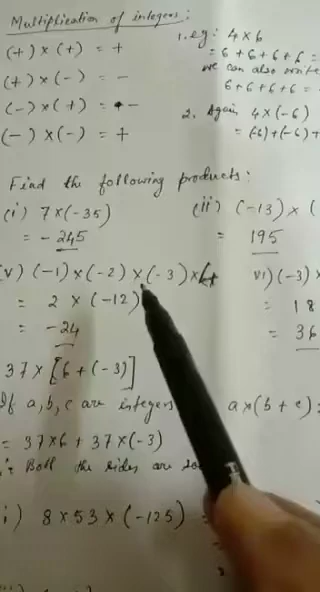 Multiplication of integers:
(+) × (+) = +
(+) × (-) = -
(-) × (+) = -
(-) × (-) = +
1. eg: 4 × 6
= 6 + 6 + 6 + 6 =
we can also write
6 + 6 + 6 + 6 =
2. Again 4 × (-6)
= (-6) + (-6) +
Find the following products:
(i) 7 × (-35)
= - 245
(ii) (-13) × (
= 195
v) (-1) × (-2) × (-3) × 4
= 2 × (-12)
= -24
vi) (-3) ×
= 18
= 36
37 × [6 + (-3)]
If a, b, c are integers
a × (b + c) =
= 37×6 + 37 × (-3)
Both the sides are
i) 8 × 53 × (-125) =